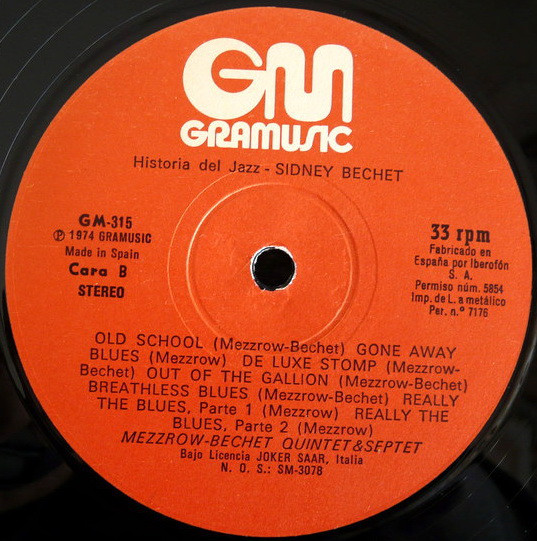 GM
GRAMUSIC
Historia del Jazz - SIDNEY BECHET
GM-315
℗ 1974 GRAMUSIC
Made in Spain
Cara B
STEREO
33 rpm
Fabricado en
España por Iberofón
S. A.
Permiso núm. 5854
Imp. de L. a metálico
Per. n.º 7176
OLD SCHOOL (Mezzrow-Bechet) GONE AWAY
BLUES (Mezzrow) DE LUXE STOMP (Mezzrow-
Bechet) OUT OF THE GALLION (Mezzrow-Bechet)
BREATHLESS BLUES (Mezzrow-Bechet) REALLY
THE BLUES, Parte 1 (Mezzrow) REALLY THE
BLUES, Parte 2 (Mezzrow)
MEZZROW-BECHET QUINTET & SEPTET
Bajo Licencia JOKER SAAR, Italia
N. O. S.: SM-3078